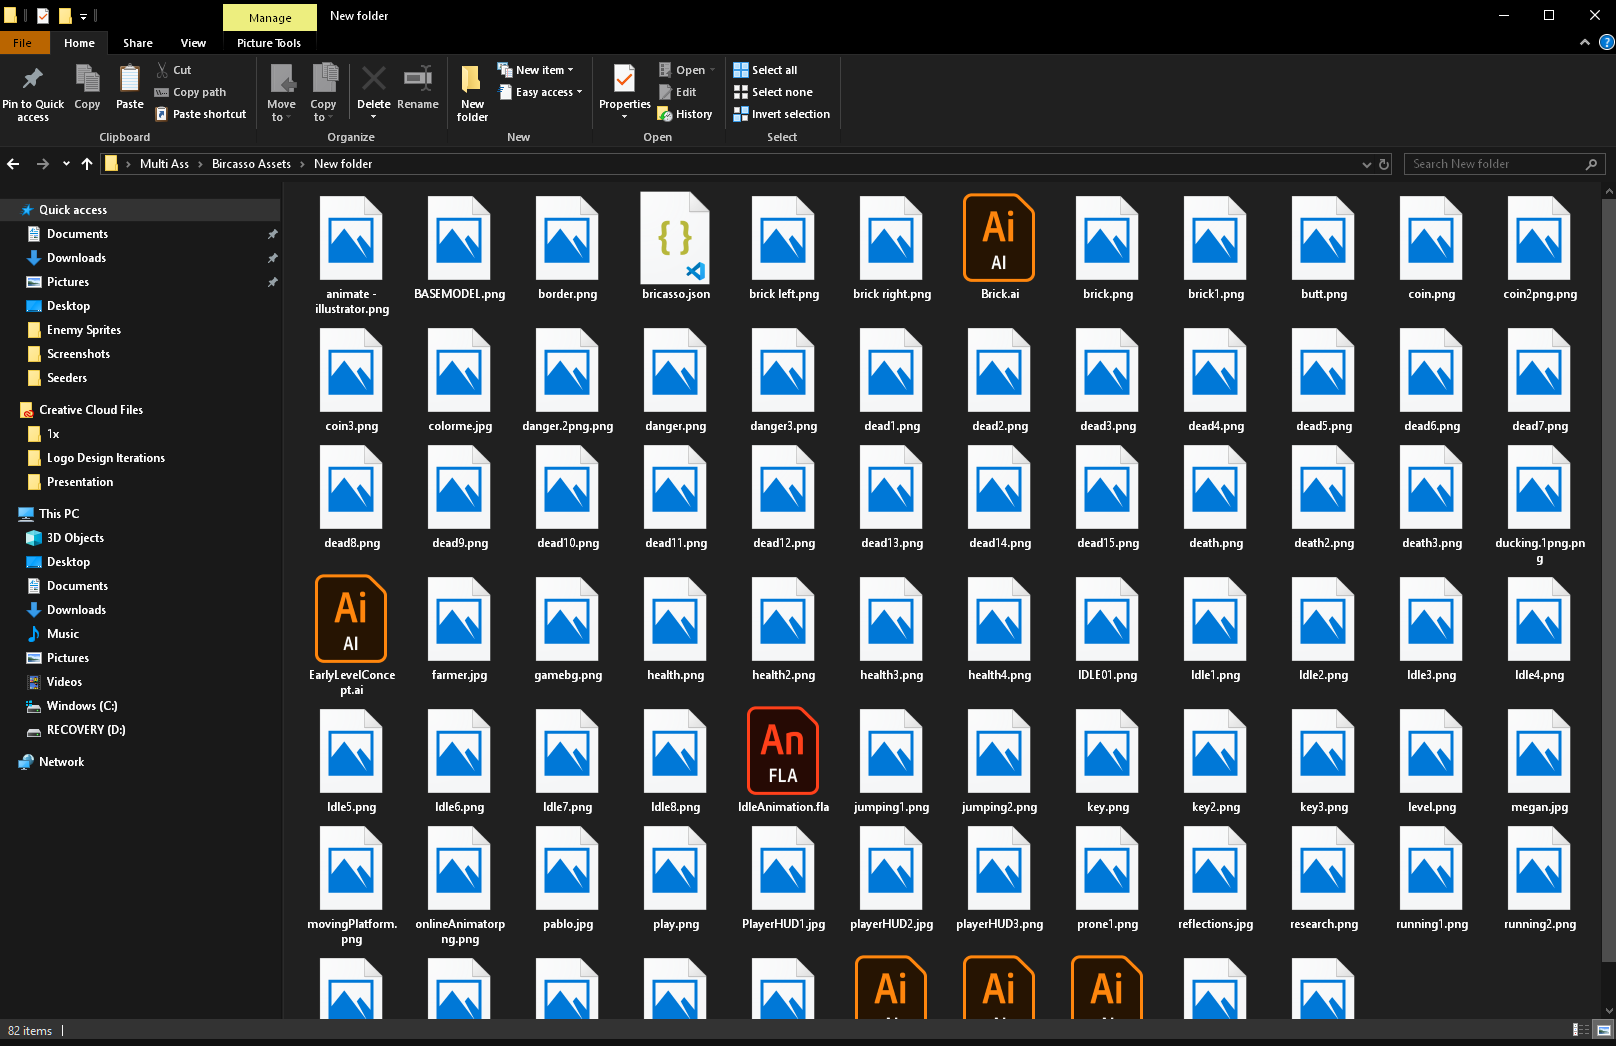 Manage
New folder
File
Home
Share
View
Picture Tools
Pin to Quick
access
Copy
Paste
Cut
Copy path
Paste shortcut
Move
to
Copy
to
Delete
Rename
New
folder
New item
Easy access
Properties
Open
Edit
History
Select all
Select none
Invert selection
Clipboard
Organize
New
Open
Select
Multi Ass
Bircasso Assets
New folder
Search New folder
Quick access
Documents
Downloads
Pictures
Desktop
Enemy Sprites
Screenshots
Seeders
Creative Cloud Files
1x
Logo Design Iterations
Presentation
This PC
3D Objects
Desktop
Documents
Downloads
Music
Pictures
Videos
Windows (C:)
RECOVERY (D:)
Network
Ai
AI
animate -
illustrator.png
BASEMODEL.png
border.png
bricasso.json
brick left.png
brick right.png
Brick.ai
brick.png
brick1.png
butt.png
coin.png
coin2png.png
coin3.png
colorme.jpg
danger.2png.png
danger.png
danger3.png
dead1.png
dead2.png
dead3.png
dead4.png
dead5.png
dead6.png
dead7.png
dead8.png
dead9.png
dead10.png
dead11.png
dead12.png
dead13.png
dead14.png
dead15.png
death.png
death2.png
death3.png
ducking.1png.pn
g
Ai
AI
EarlyLevelConce
pt.ai
farmer.jpg
gamebg.png
health.png
health2.png
health3.png
health4.png
IDLE01.png
Idle1.png
Idle2.png
Idle3.png
Idle4.png
An
FLA
Idle5.png
Idle6.png
Idle7.png
Idle8.png
IdleAnimation.fla
jumping1.png
jumping2.png
key.png
key2.png
key3.png
level.png
megan.jpg
movingPlatform.
png
onlineAnimatorp
ng.png
pablo.jpg
play.png
PlayerHUD1.jpg
playerHUD2.jpg
playerHUD3.png
prone1.png
reflections.jpg
research.png
running1.png
running2.png
Ai
Ai
Ai
82 items